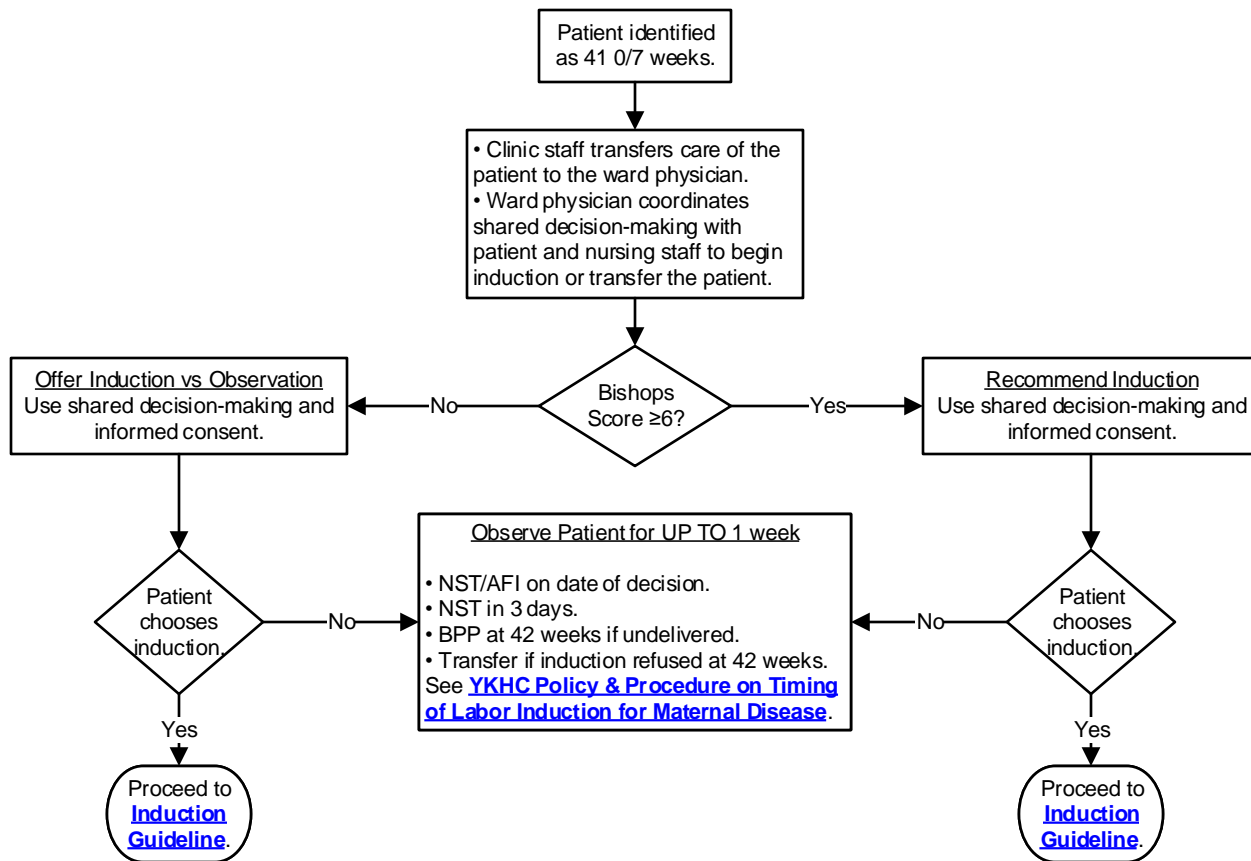 Patient identified
as 41 0/7 weeks.
• Clinic staff transfers care of the
patient to the ward physician.
• Ward physician coordinates
shared decision-making with
patient and nursing staff to begin
induction or transfer the patient.
Bishops
Score ≥6?
No
Yes
Offer Induction vs Observation
Use shared decision-making and
informed consent.
Recommend Induction
Use shared decision-making and
informed consent.
Patient
chooses
induction.
No
Observe Patient for UP TO 1 week
• NST/AFI on date of decision.
• NST in 3 days.
• BPP at 42 weeks if undelivered.
• Transfer if induction refused at 42 weeks.
See YKHC Policy & Procedure on Timing
of Labor Induction for Maternal Disease.
No
Patient
chooses
induction.
Yes
Proceed to
Induction
Guideline.
Yes
Proceed to
Induction
Guideline.